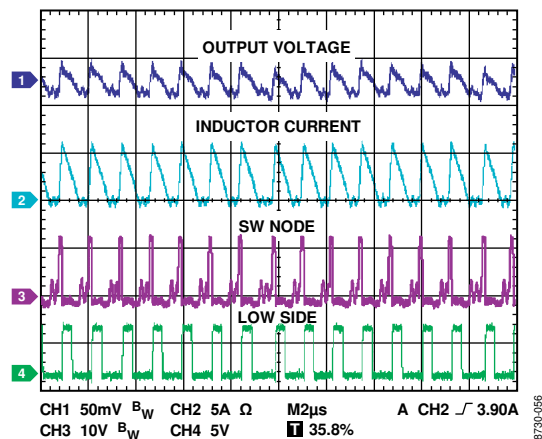 OUTPUT VOLTAGE
1
INDUCTOR CURRENT
2
SW NODE
3
LOW SIDE
4
CH1 50mV BW CH2 5A Ω M2µs A CH2 3.90A
CH3 10V BW CH4 5V T 35.8%
8730-056